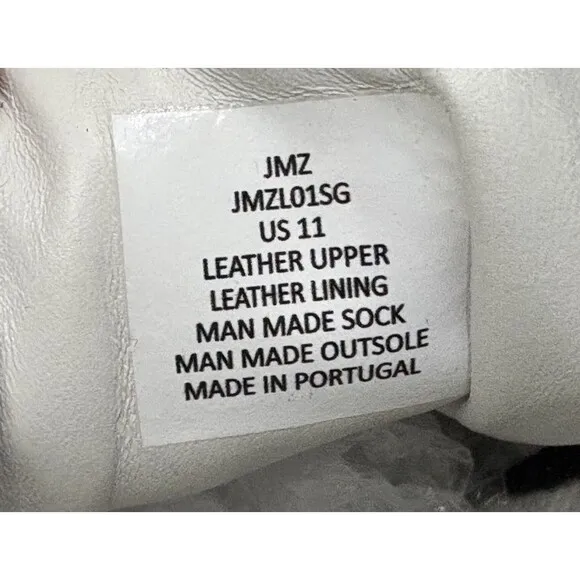 JMZ
JMZL01SG
US 11
LEATHER UPPER
LEATHER LINING
MAN MADE SOCK
MAN MADE OUTSOLE
MADE IN PORTUGAL